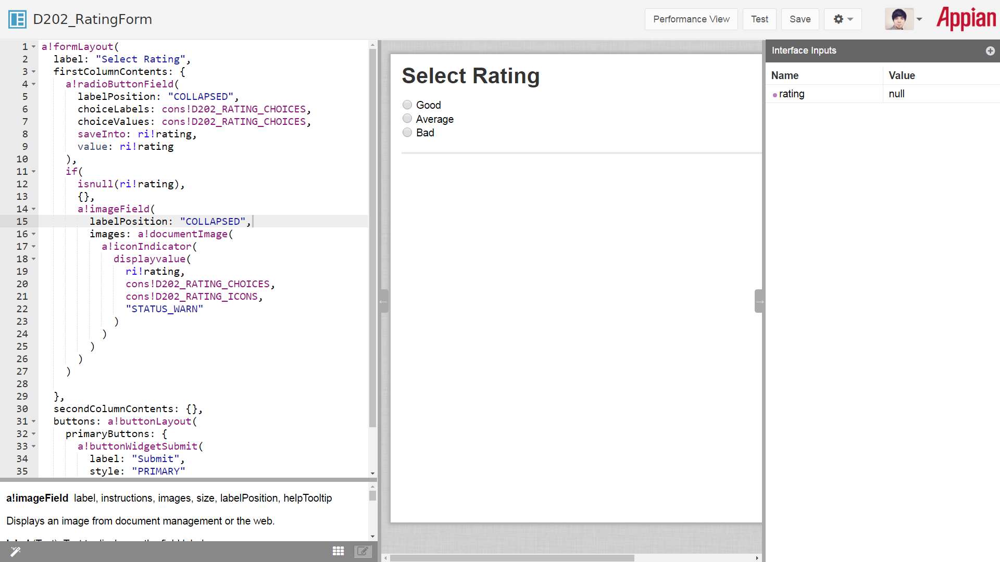 D202_RatingForm
Performance View
Test
Save
Appian
1 a!formLayout(
2 label: "Select Rating",
3 firstColumnContents: {
4 a!radioButtonField(
5 labelPosition: "COLLAPSED",
6 choiceLabels: cons!D202_RATING_CHOICES,
7 choiceValues: cons!D202_RATING_CHOICES,
8 saveInto: ri!rating,
9 value: ri!rating
10 ),
11 if(
12 isnull(ri!rating),
13 {},
14 a!imageField(
15 labelPosition: "COLLAPSED",
16 images: a!documentImage(
17 a!iconIndicator(
18 displayvalue(
19 ri!rating,
20 cons!D202_RATING_CHOICES,
21 cons!D202_RATING_ICONS,
22 "STATUS_WARN"
23 )
24 )
25 )
26 )
27 )
28
29 },
30 secondColumnContents: {},
31 buttons: a!buttonLayout(
32 primaryButtons: {
33 a!buttonWidgetSubmit(
34 label: "Submit",
35 style: "PRIMARY"
a!imageField label, instructions, images, size, labelPosition, helpTooltip
Displays an image from document management or the web.
Select Rating
Good
Average
Bad
Interface Inputs
Name Value
rating null